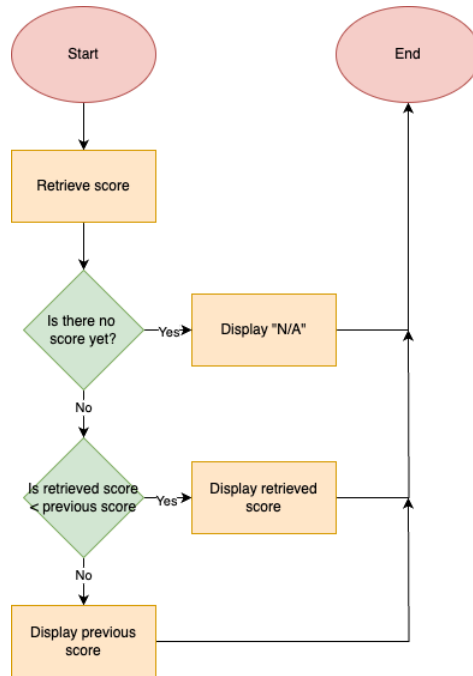 Start
End
Retrieve score
Is there no
score yet?
Yes
Display "N/A"
No
Is retrieved score
< previous score
Yes
Display retrieved
score
No
Display previous
score